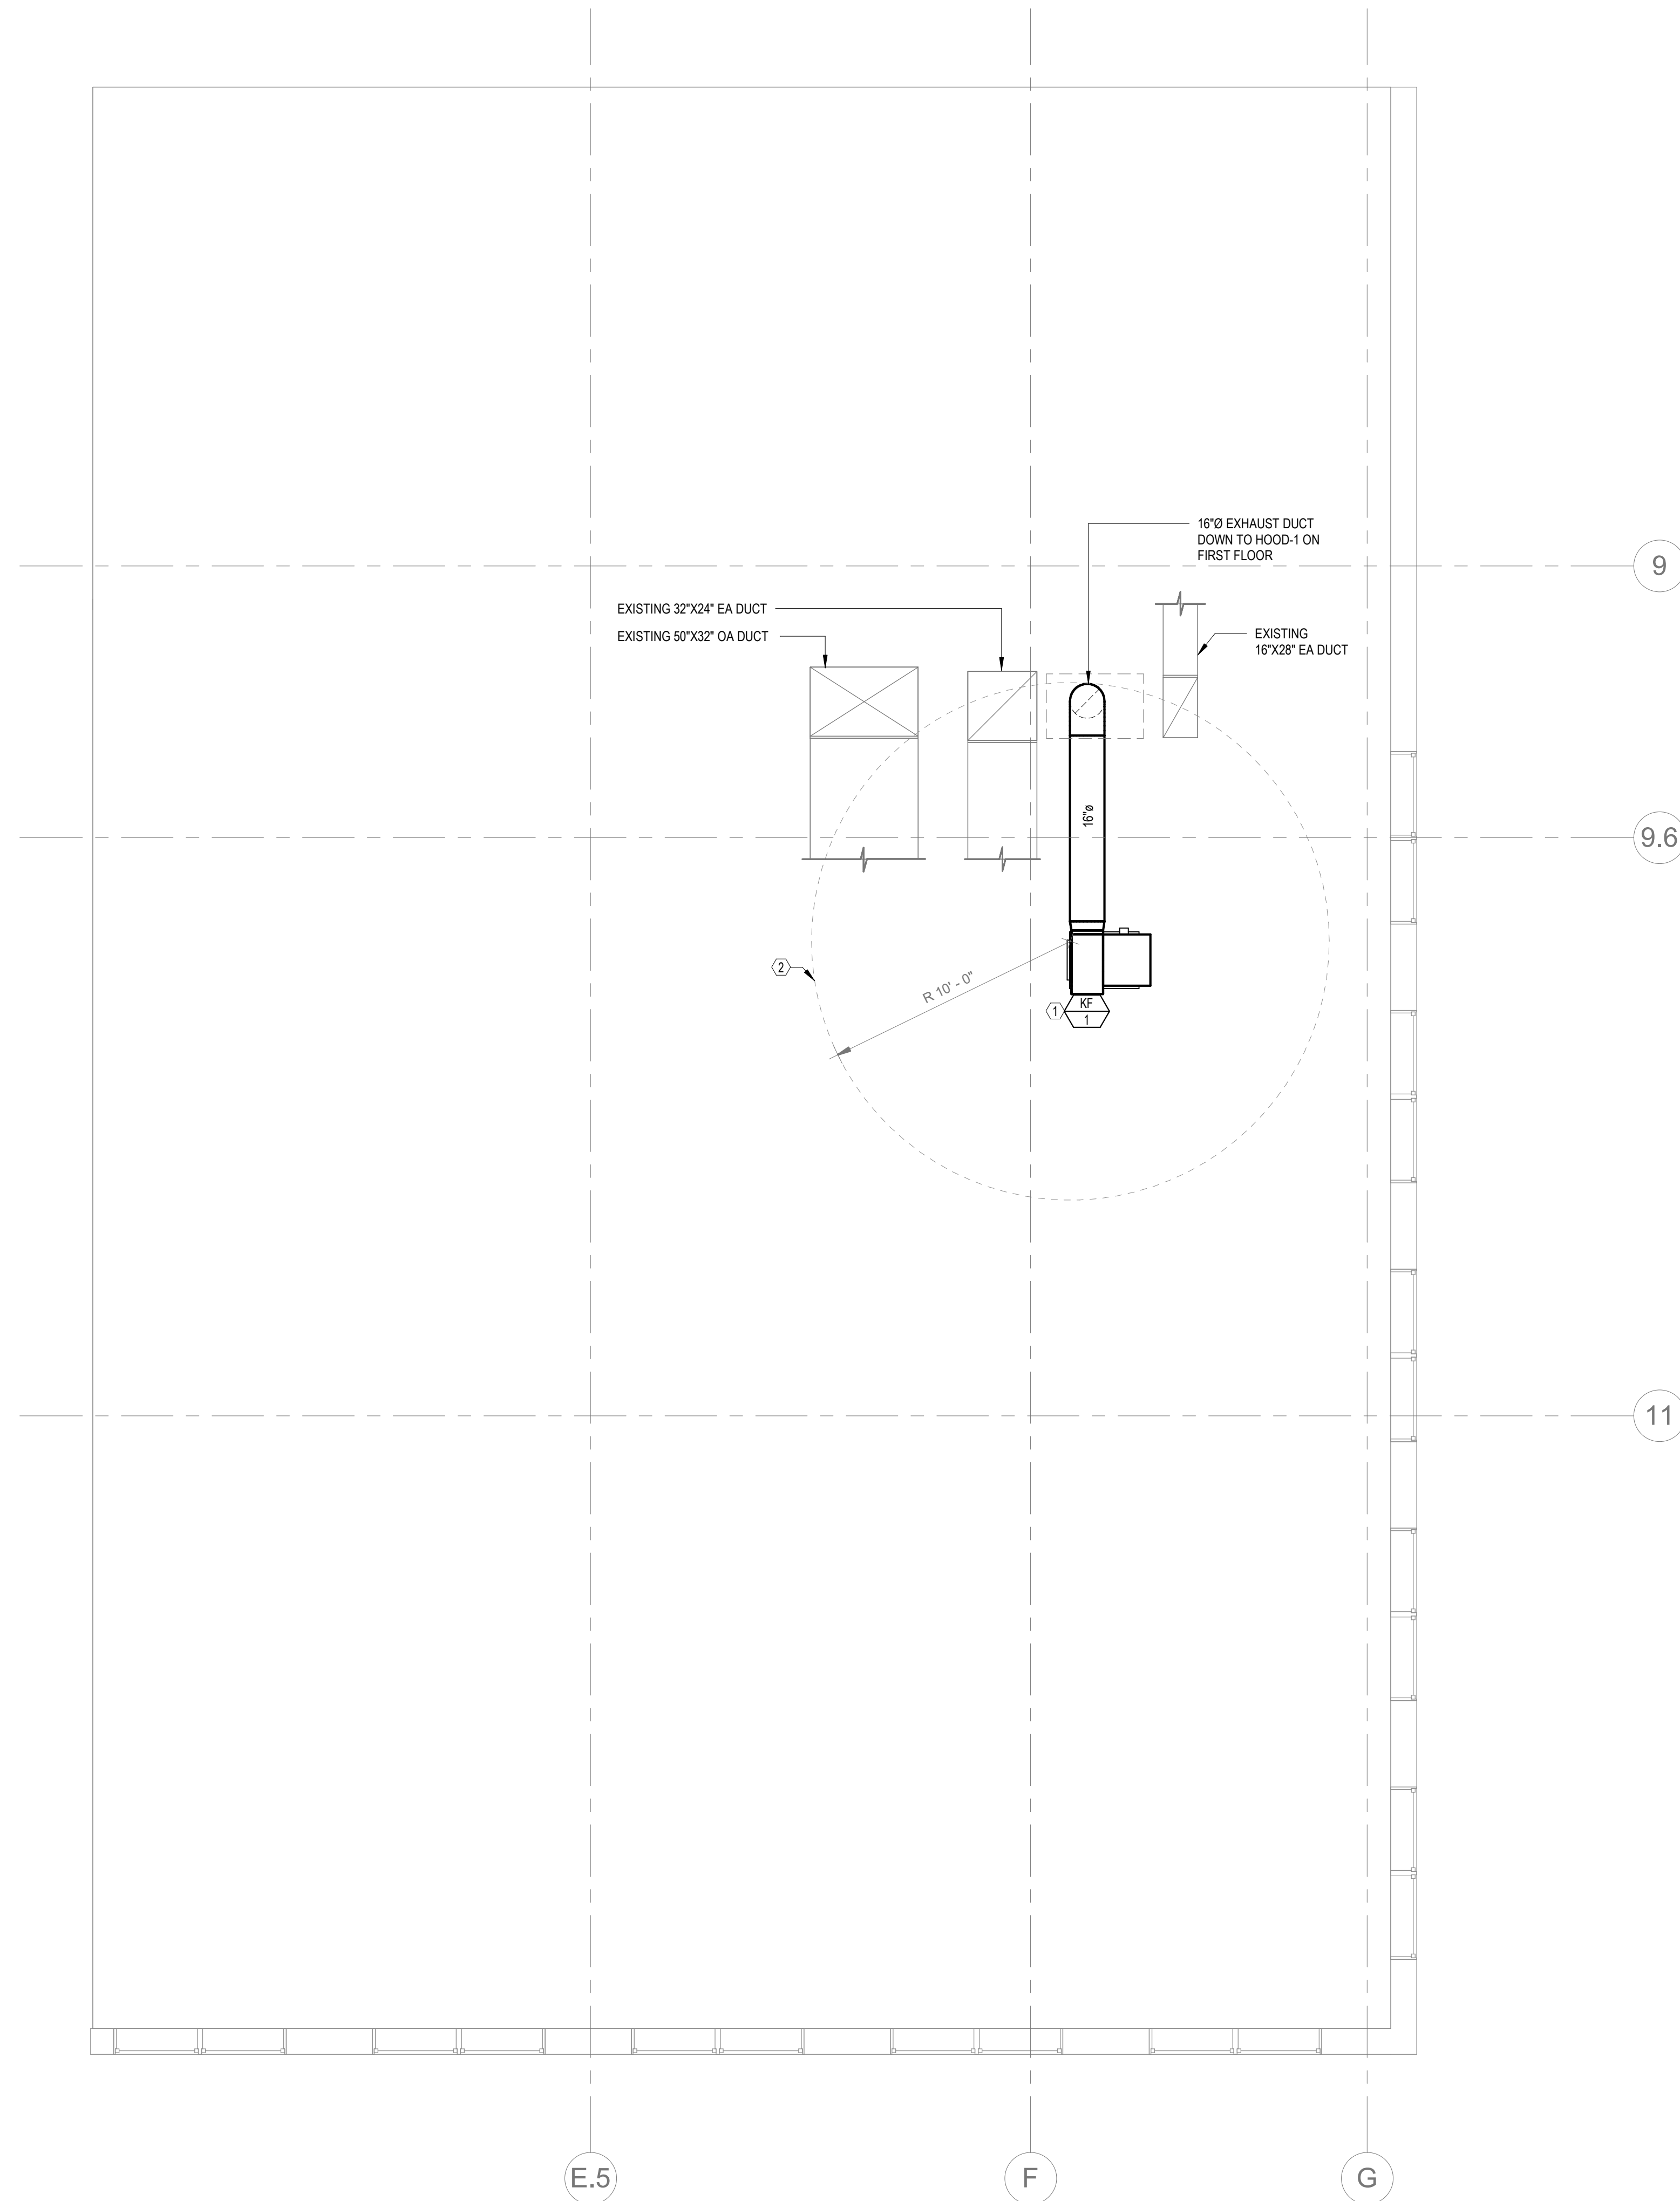 16"Ø EXHAUST DUCT
DOWN TO HOOD-1 ON
FIRST FLOOR
9
EXISTING 32"X24" EA DUCT
EXISTING 50"X32" OA DUCT
EXISTING
16"X28" EA DUCT
16"ø
9.6
2
R 10' - 0"
1
KF
1
11
E.5
F
G